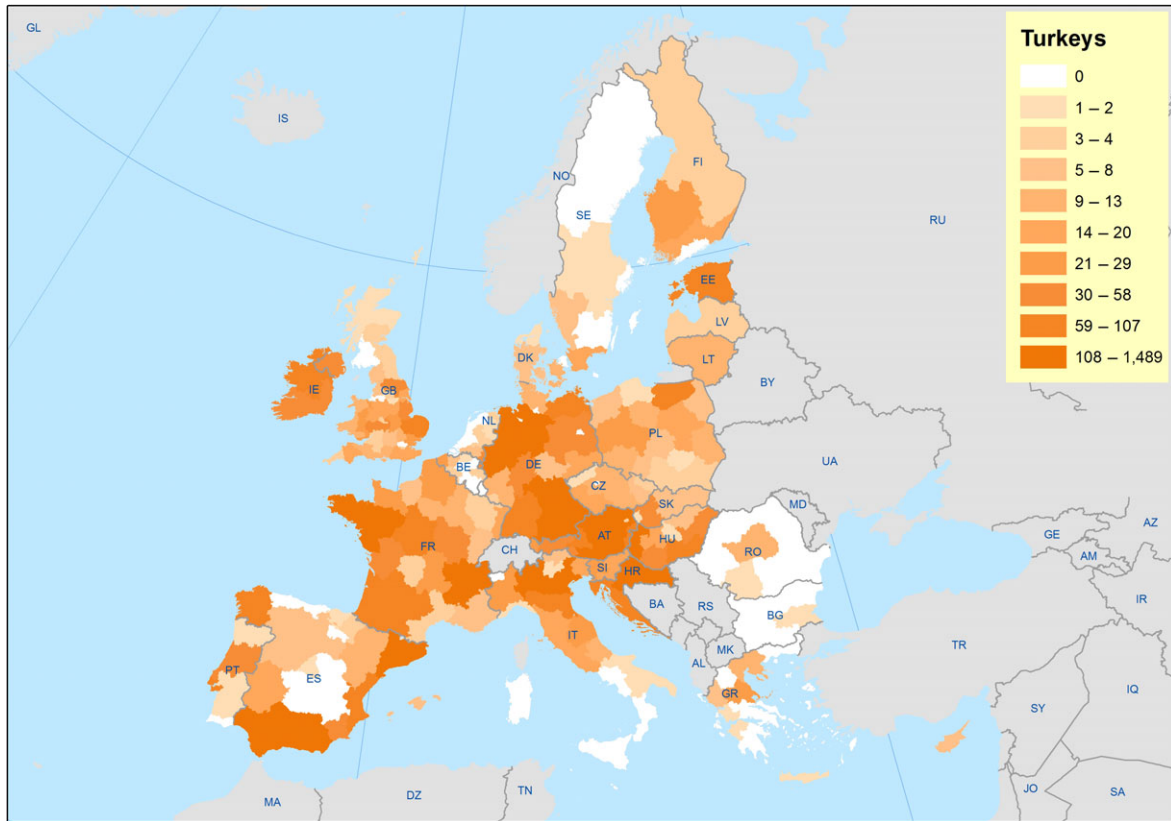 GL
Turkeys
0
1 – 2
3 – 4
5 – 8
9 – 13
14 – 20
21 – 29
30 – 58
59 – 107
108 – 1,489
IS
FI
NO
SE
RU
EE
LV
DK
LT
IE
GB
BY
NL
PL
BE
DE
UA
CZ
SK
MD
AT
FR
CH
HU
RO
GE
AZ
SI
HR
AM
BA
RS
BG
IR
IT
MK
PT
ES
AL
TR
GR
IQ
SY
MA
DZ
TN
JO
SA